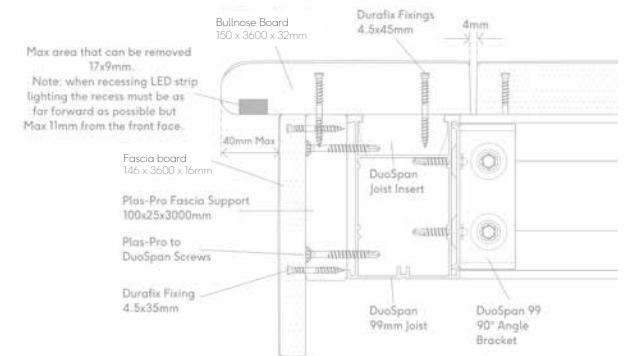 Bullnose Board
150 x 3600 x 32mm
Durafix Fixings
4.5x45mm
4mm
Max area that can be removed
17x9mm.
Note: when recessing LED strip
lighting the recess must be as
far forward as possible but
Max 11mm from the front face.
40mm Max
Fascia board
146 x 3600 x 16mm
Plas-Pro Fascia Support
100x25x3000mm
Plas-Pro to
DuoSpan Screws
Durafix Fixing
4.5x35mm
DuoSpan
Joist Insert
DuoSpan
99mm Joist
DuoSpan 99
90° Angle
Bracket